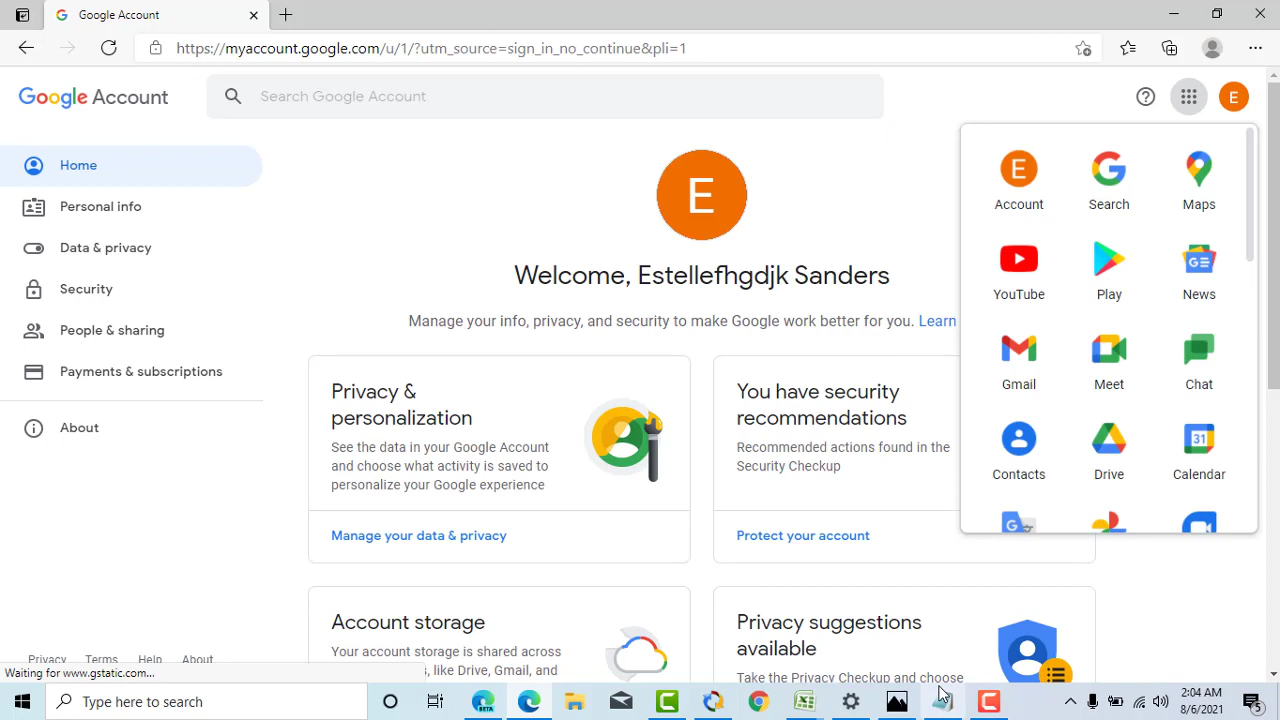 Google Account
https://myaccount.google.com/u/1/?utm_source=sign_in_no_continue&pli=1
Google Account
Search Google Account
E
Home
Personal info
Data & privacy
Security
People & sharing
Payments & subscriptions
About
E
Welcome, Estellefhgdjk Sanders
Manage your info, privacy, and security to make Google work better for you. Learn
Privacy &
personalization
See the data in your Google Account
and choose what activity is saved to
personalize your Google experience
Manage your data & privacy
You have security
recommendations
Recommended actions found in the
Security Checkup
Protect your account
Account storage
Your account storage is shared across
like Drive, Gmail, and
Privacy suggestions
available
Take the Privacy Checkup and choose
E
Account
Search
Maps
YouTube
Play
News
Gmail
Meet
Chat
Contacts
Drive
31
Calendar
Privacy
Terms
Help
About
Waiting for www.gstatic.com...
Type here to search
2:04 AM
8/6/2021
5